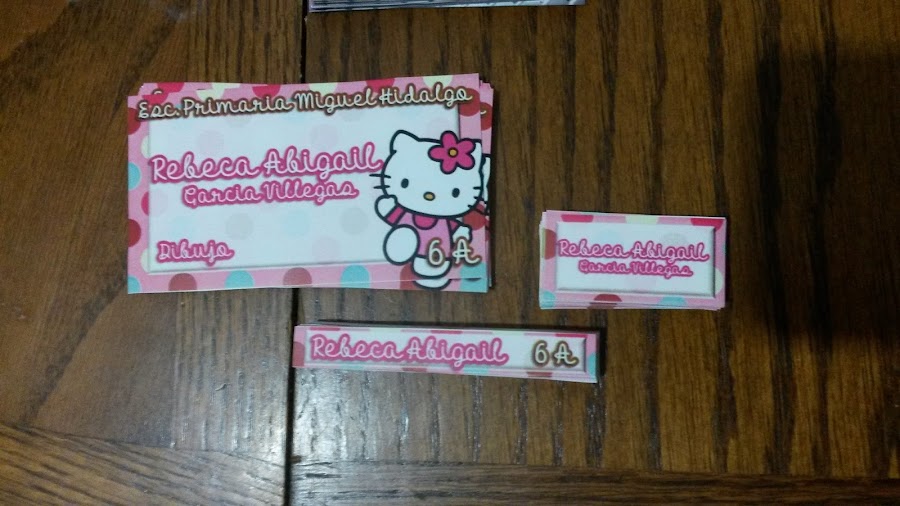 Esc. Primaria Miguel Hidalgo
Rebeca Abigail
Garcia Villegas
Dibujo
6 A
Rebeca Abigail
Garcia Villegas
Rebeca Abigail 6 A